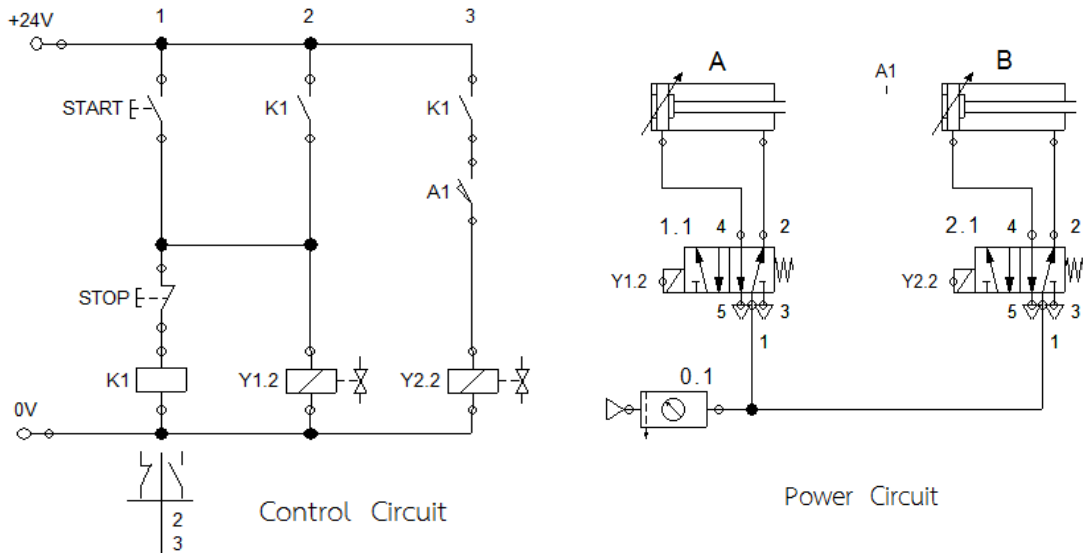 1 2 3
+24V
START K1 K1
A1
STOP
K1 Y1.2 Y2.2
0V
2
3
Control Circuit
A A1 B
1.1 4 2 2.1 4 2
Y1.2 Y2.2
5 3 5 3
1 1
0.1
Power Circuit